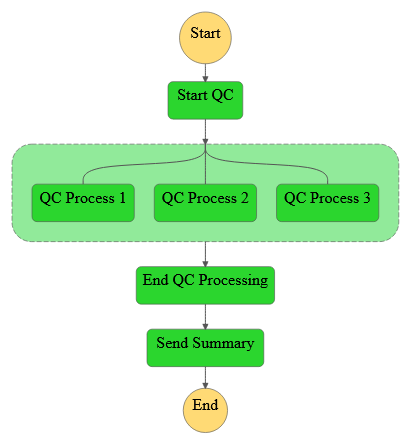 Start
Start QC
QC Process 1
QC Process 2
QC Process 3
End QC Processing
Send Summary
End